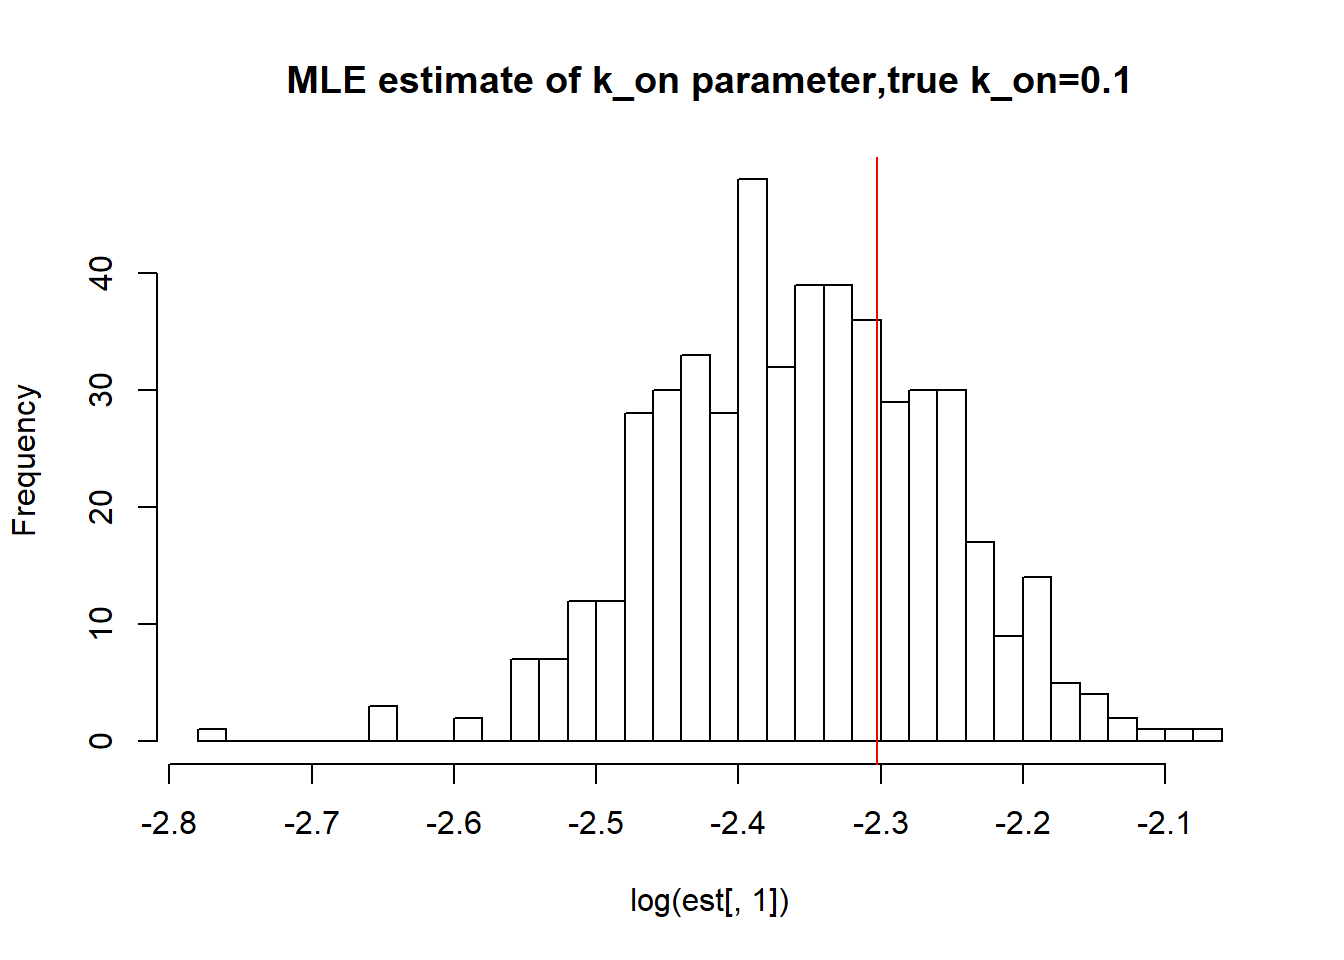 MLE estimate of k_on parameter,true k_on=0.1
Frequency
40
30
20
10
0
-2.8 -2.7 -2.6 -2.5 -2.4 -2.3 -2.2 -2.1
log(est[, 1])